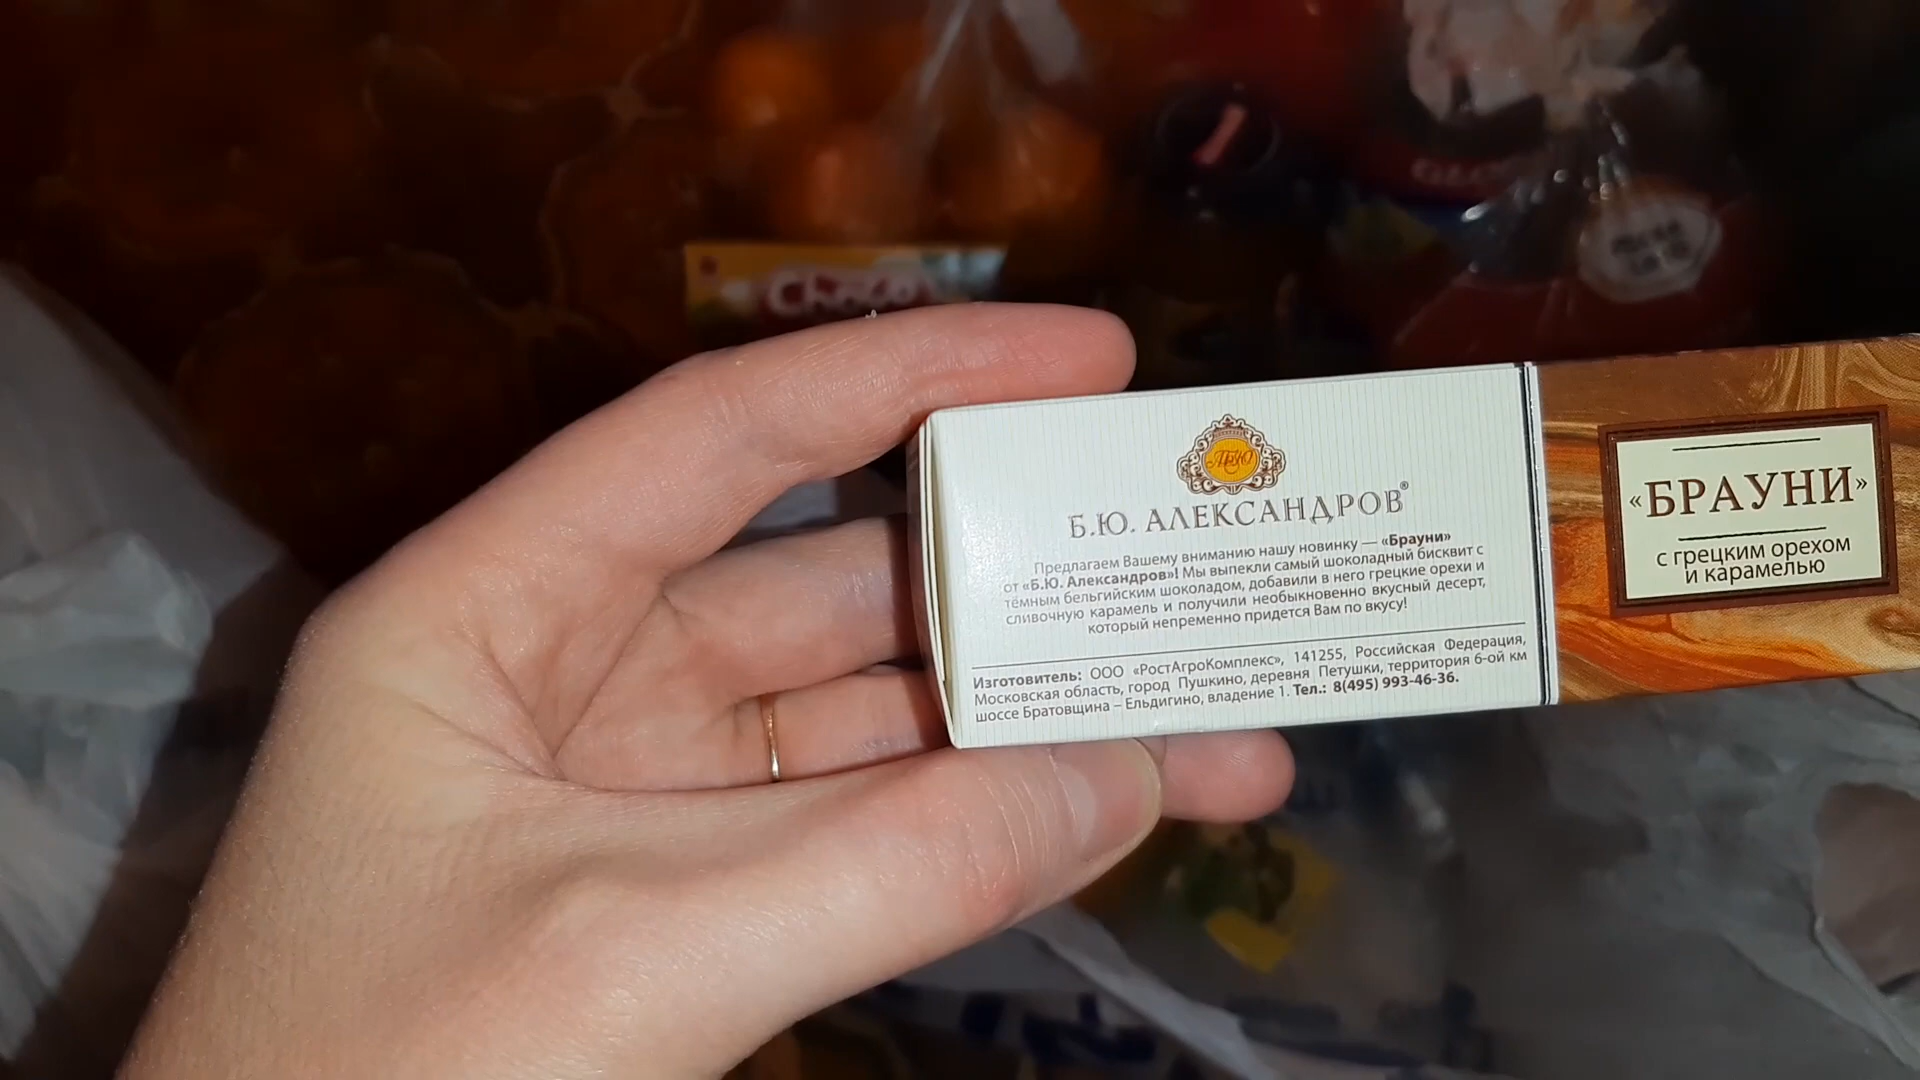 Choco
Б.Ю. АЛЕКСАНДРОВ®
Предлагаем Вашему вниманию нашу новинку — «Брауни»
от «Б.Ю. Александров»! Мы выпекли самый шоколадный бисквит с
тёмным бельгийским шоколадом, добавили в него грецкие орехи и
сливочную карамель и получили необыкновенно вкусный десерт,
который непременно придется Вам по вкусу!
Изготовитель: ООО «РостАгроКомплекс», 141255, Российская Федерация,
Московская область, город Пушкино, деревня Петушки, территория 6-ой км
шоссе Братовщина – Ельдигино, владение 1. Тел.: 8(495) 993-46-36.
«БРАУНИ»
с грецким орехом
и карамелью